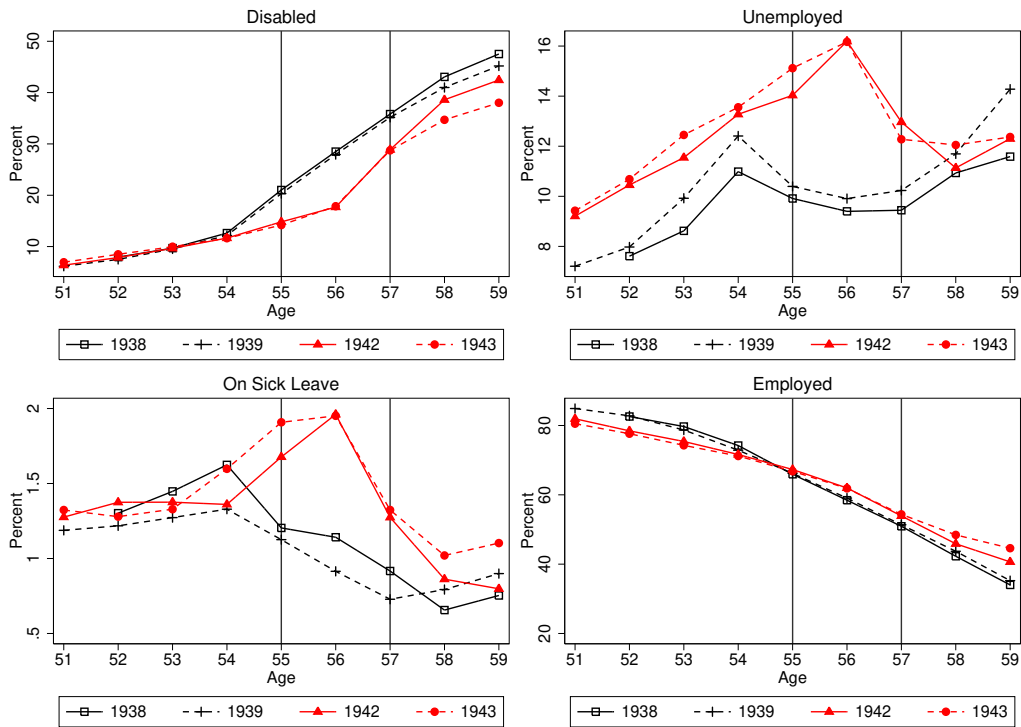 Disabled
Percent
50
40
30
20
10
51 52 53 54 55 56 57 58 59
Age
1938 1939 1942 1943
Unemployed
Percent
16
14
12
10
8
51 52 53 54 55 56 57 58 59
Age
1938 1939 1942 1943
On Sick Leave
Percent
2
1.5
1
.5
51 52 53 54 55 56 57 58 59
Age
1938 1939 1942 1943
Employed
Percent
80
60
40
20
51 52 53 54 55 56 57 58 59
Age
1938 1939 1942 1943